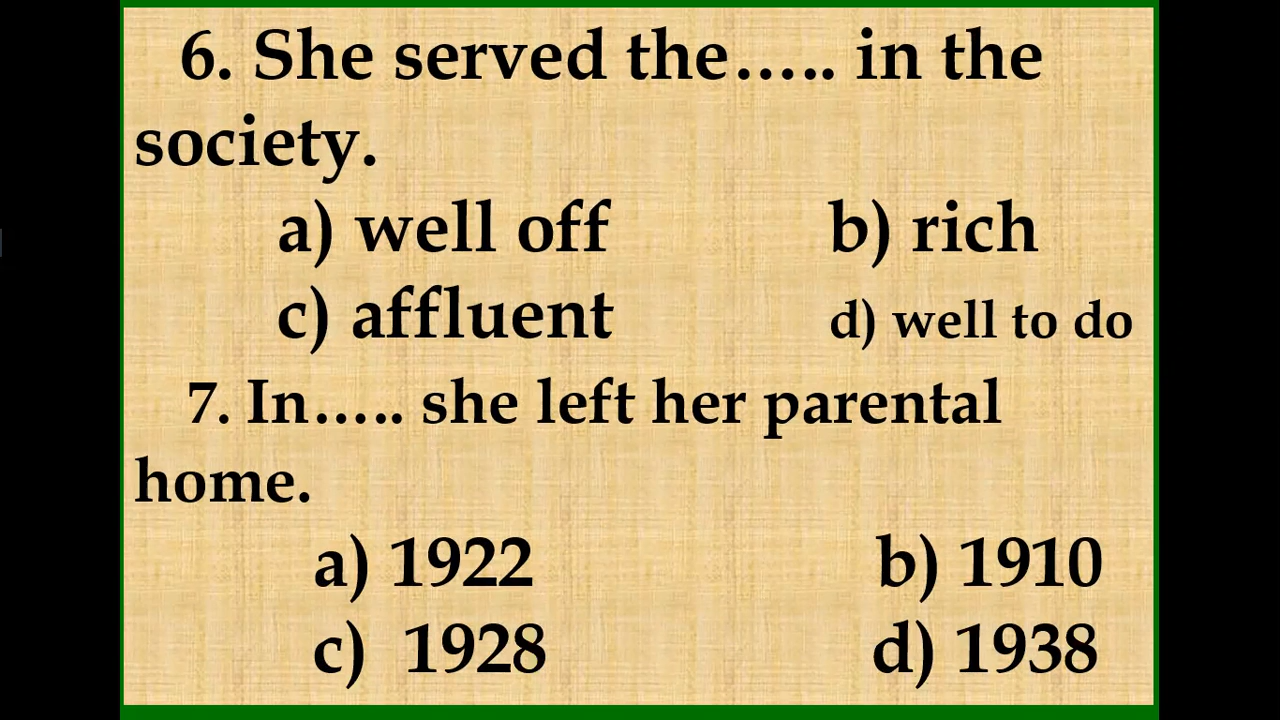 6. She served the….. in the
society.
a) well off b) rich
c) affluent d) well to do
7. In….. she left her parental
home.
a) 1922 b) 1910
c) 1928 d) 1938